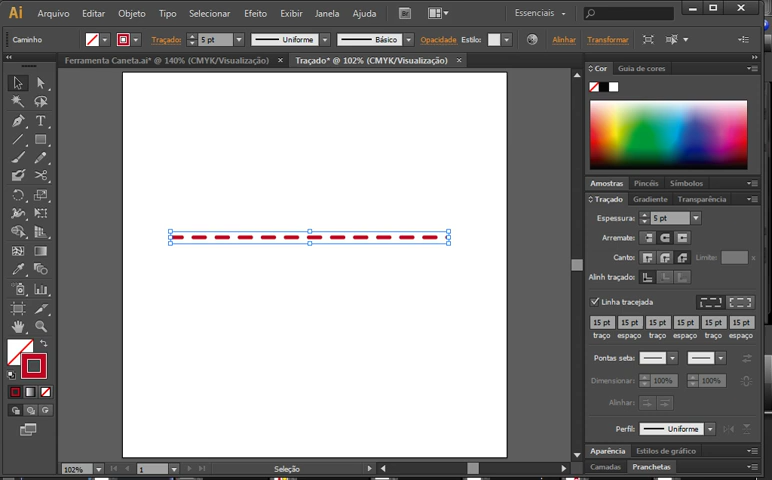 Ai Arquivo Editar Objeto Tipo Selecionar Efeito Exibir Janela Ajuda Br Essenciais
Caminho Traçado: 5 pt Uniforme Básico Opacidade Estilo: Alinhar Transformar
Ferramenta Caneta.ai* @ 140% (CMYK/Visualização) × Traçado* @ 102% (CMYK/Visualização) ×
Cor Guia de cores
Amostras Pincéis Símbolos
Traçado Gradiente Transparência
Espessura: 5 pt
Arremate:
Canto: Limite: x
Alinh traçado:
Linha tracejada
15 pt 15 pt 15 pt 15 pt 15 pt 15 pt
traço espaço traço espaço traço espaço
Pontas seta:
Dimensionar: 100% 100%
Alinhar:
Perfil: Uniforme
Aparência Estilos de gráfico
Camadas Pranchetas
102% 1 Seleção